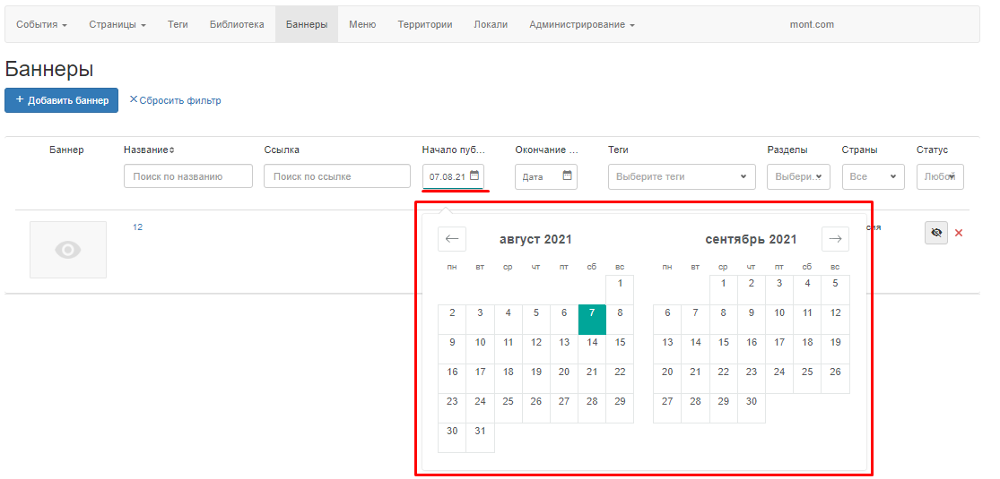 События Страницы Теги Библиотека Баннеры Меню Территории Локали Администрирование mont.com
Баннеры
+ Добавить баннер ×Сбросить фильтр
Баннер Название Ссылка Начало пуб... Окончание ... Теги Разделы Страны Статус
Поиск по названию Поиск по ссылке 07.08.21 Дата Выберите теги Выбери... Все Любой
12 сия
← август 2021 сентябрь 2021 →
пн вт ср чт пт сб вс пн вт ср чт пт сб вс
1 1 2 3 4 5
2 3 4 5 6 7 8 6 7 8 9 10 11 12
9 10 11 12 13 14 15 13 14 15 16 17 18 19
16 17 18 19 20 21 22 20 21 22 23 24 25 26
23 24 25 26 27 28 29 27 28 29 30
30 31